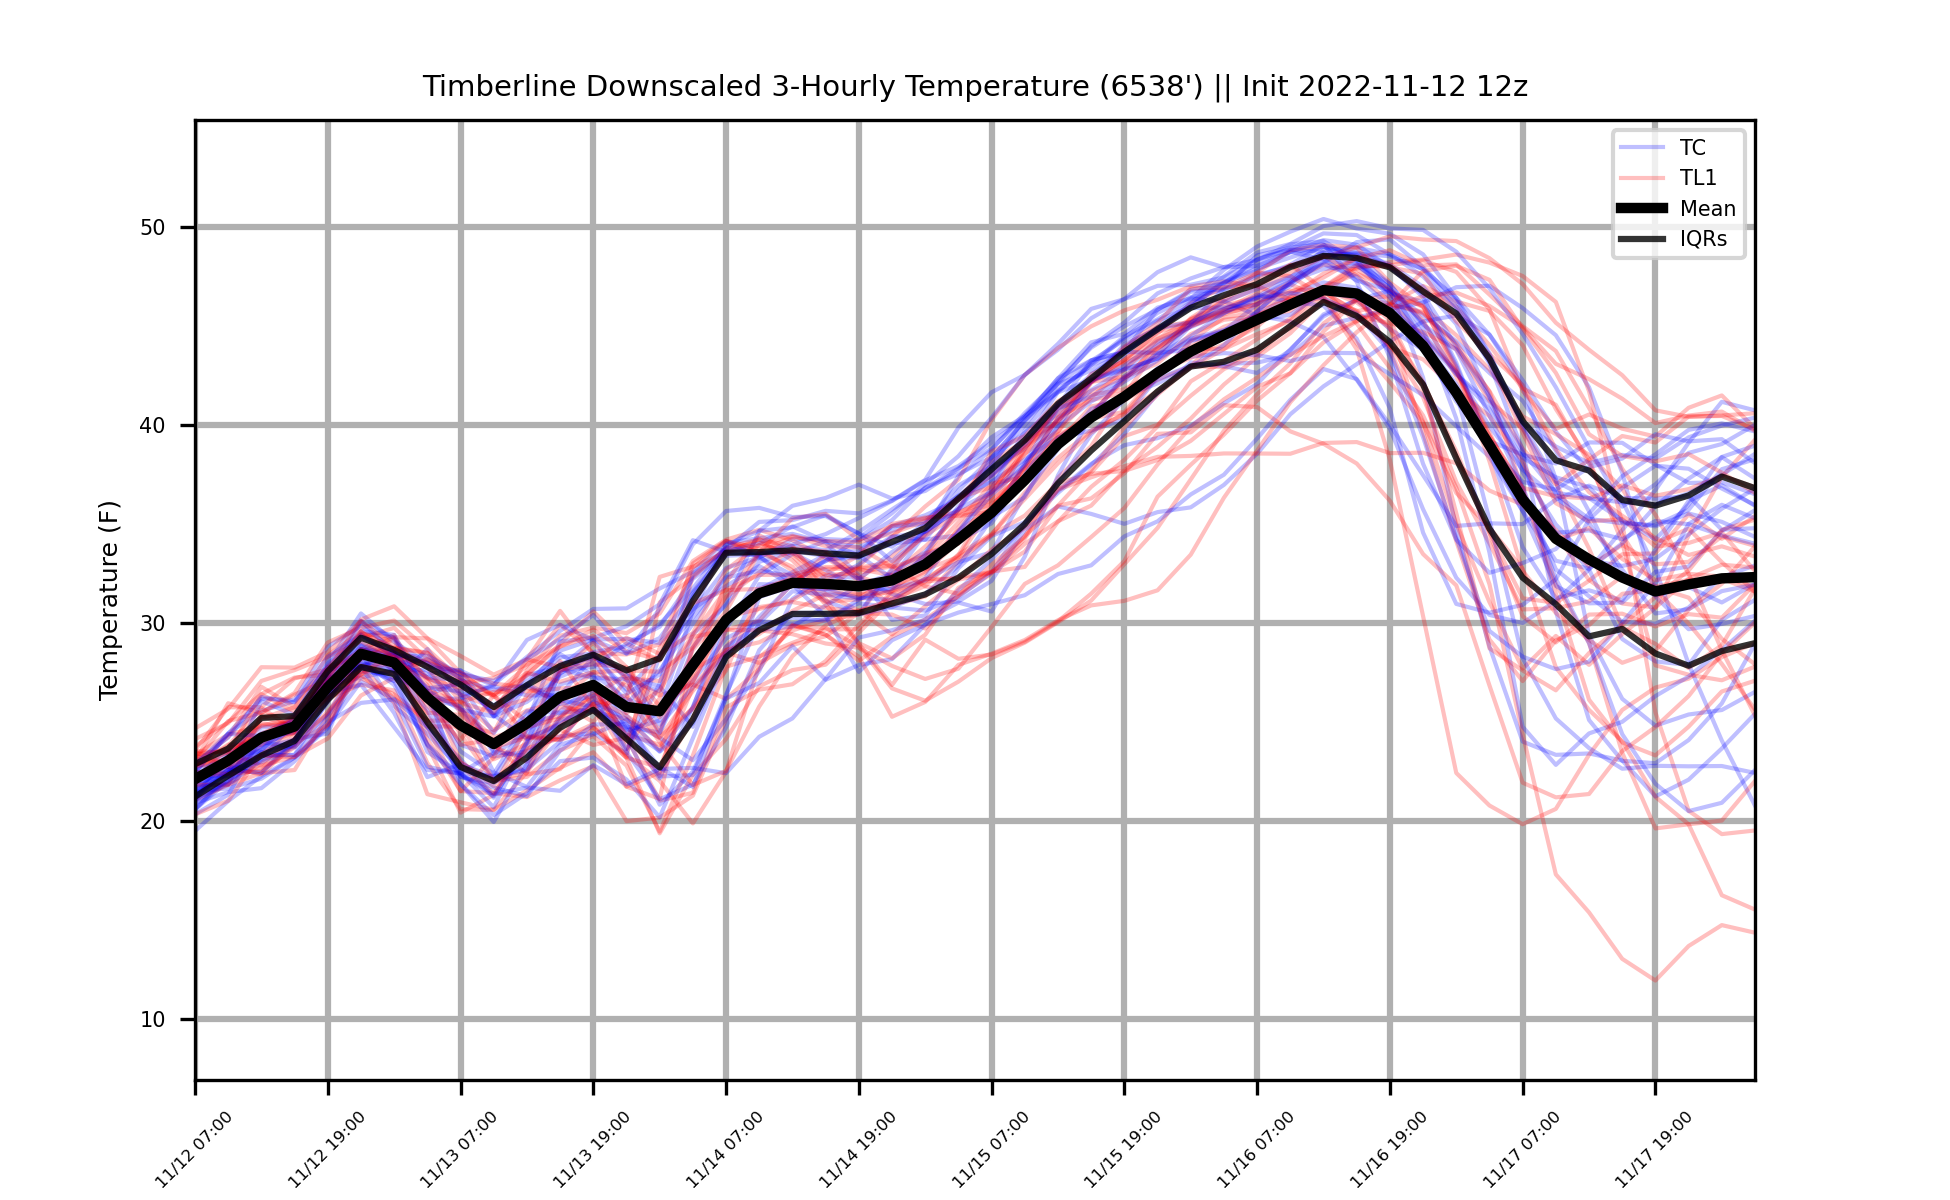 Timberline Downscaled 3-Hourly Temperature (6538') || Init 2022-11-12 12z
TC
TL1
Mean
IQRs
Temperature (F)
50
40
30
20
10
11/12 07:00
11/12 19:00
11/13 07:00
11/13 19:00
11/14 07:00
11/14 19:00
11/15 07:00
11/15 19:00
11/16 07:00
11/16 19:00
11/17 07:00
11/17 19:00